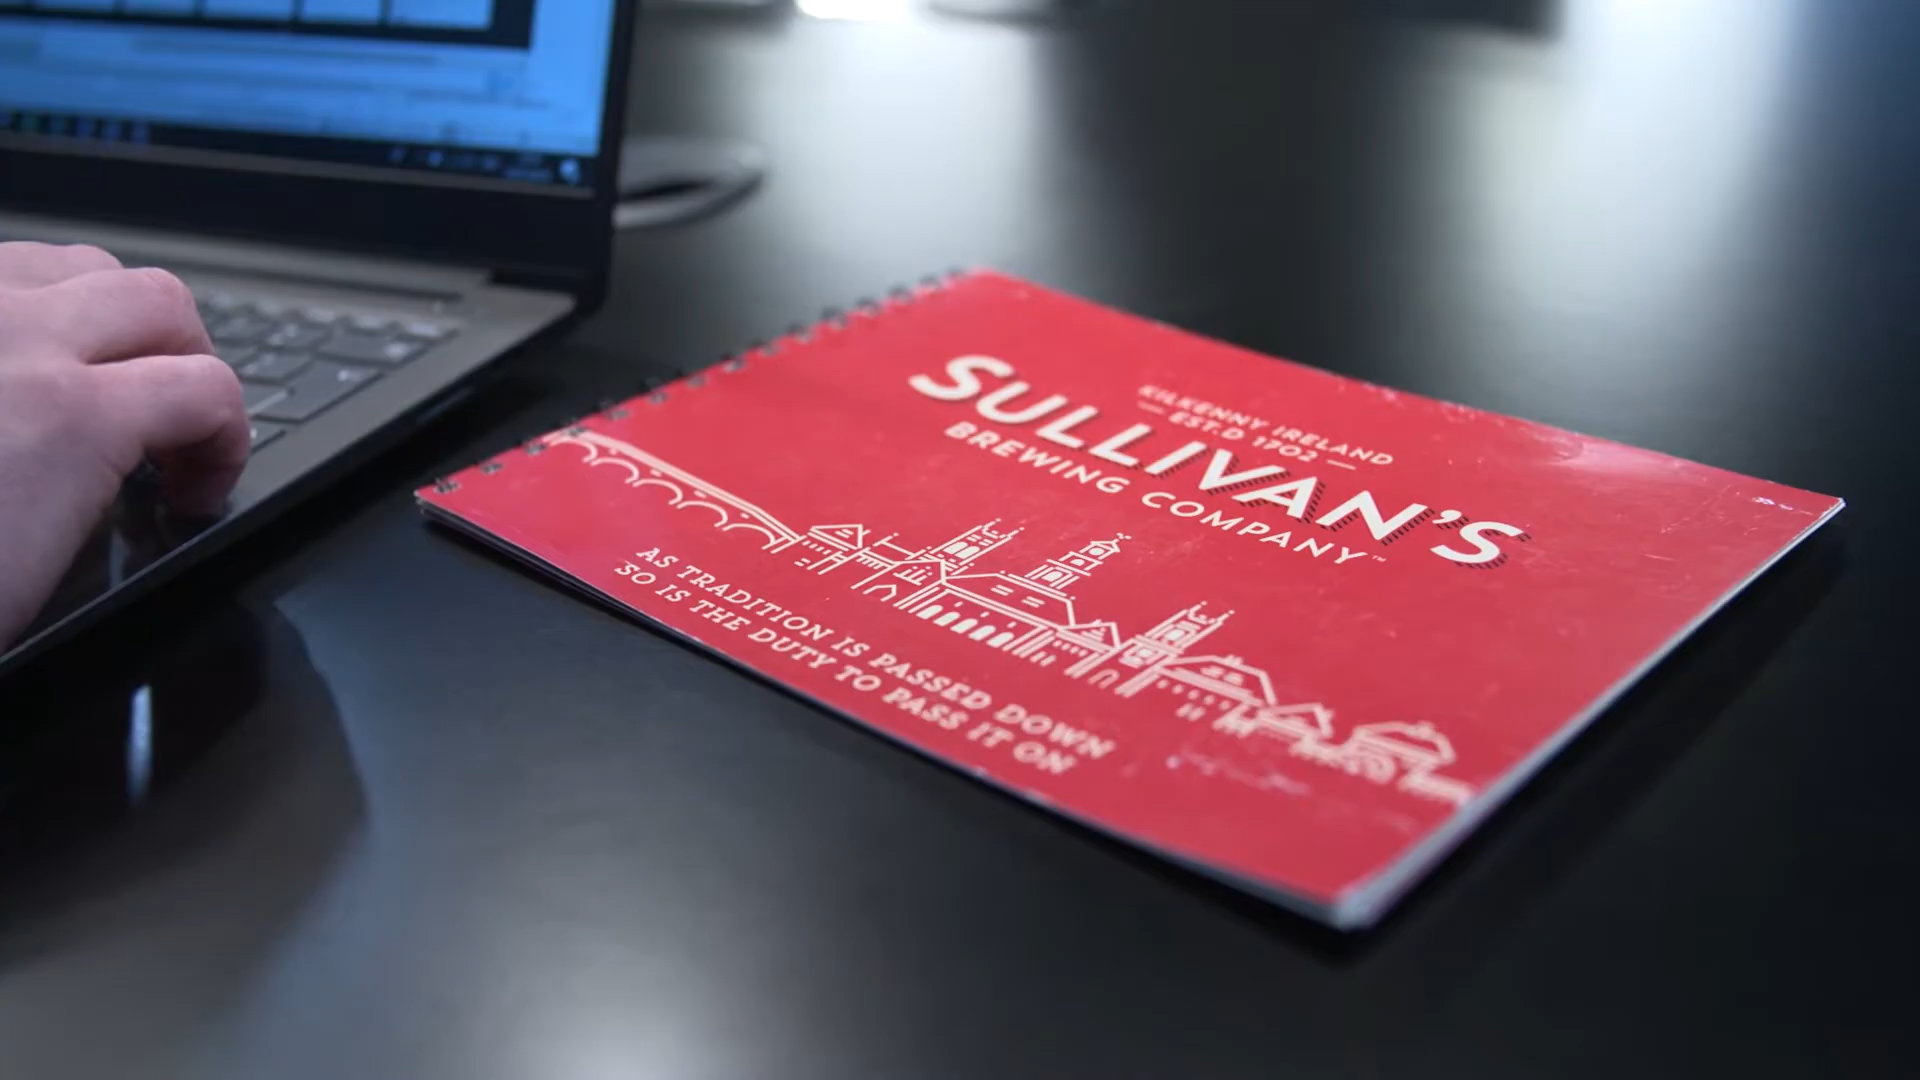 KILKENNY IRELAND
EST.D 1702
SULLIVAN'S
BREWING COMPANY™
AS TRADITION IS PASSED DOWN
SO IS THE DUTY TO PASS IT ON